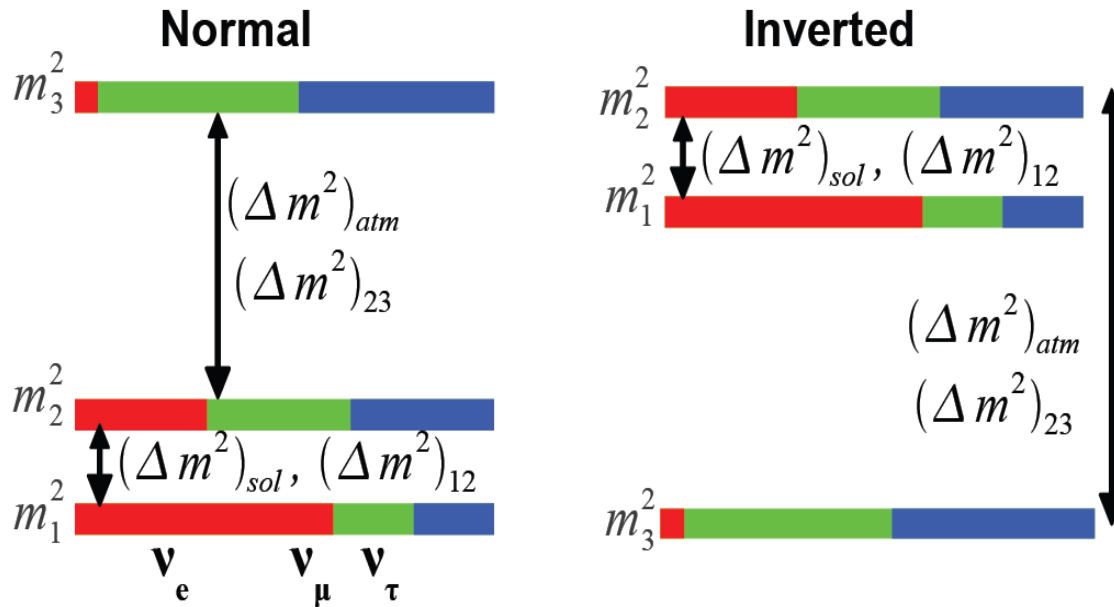 Normal
m₃²
(Δm²)atm
(Δm²)₂₃
m₂²
(Δm²)sol, (Δm²)₁₂
m₁²
νe νμ ντ
Inverted
m₂²
(Δm²)sol, (Δm²)₁₂
m₁²
(Δm²)atm
(Δm²)₂₃
m₃²